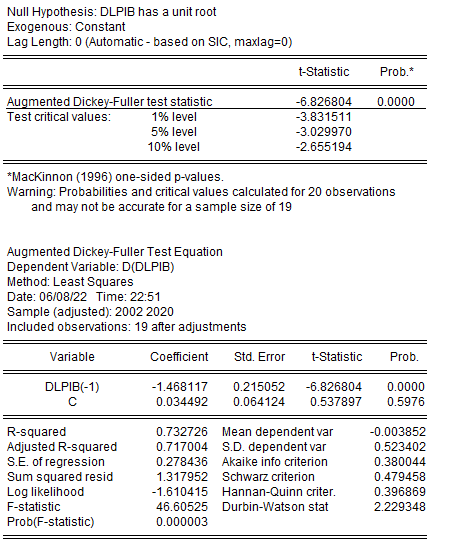 Null Hypothesis: DLPIB has a unit root
Exogenous: Constant
Lag Length: 0 (Automatic - based on SIC, maxlag=0)
t-Statistic Prob.*
Augmented Dickey-Fuller test statistic -6.826804 0.0000
Test critical values: 1% level -3.831511
5% level -3.029970
10% level -2.655194
*MacKinnon (1996) one-sided p-values.
Warning: Probabilities and critical values calculated for 20 observations
and may not be accurate for a sample size of 19
Augmented Dickey-Fuller Test Equation
Dependent Variable: D(DLPIB)
Method: Least Squares
Date: 06/08/22 Time: 22:51
Sample (adjusted): 2002 2020
Included observations: 19 after adjustments
Variable Coefficient Std. Error t-Statistic Prob.
DLPIB(-1) -1.468117 0.215052 -6.826804 0.0000
C 0.034492 0.064124 0.537897 0.5976
R-squared 0.732726 Mean dependent var -0.003852
Adjusted R-squared 0.717004 S.D. dependent var 0.523402
S.E. of regression 0.278436 Akaike info criterion 0.380044
Sum squared resid 1.317952 Schwarz criterion 0.479458
Log likelihood -1.610415 Hannan-Quinn criter. 0.396869
F-statistic 46.60525 Durbin-Watson stat 2.229348
Prob(F-statistic) 0.000003